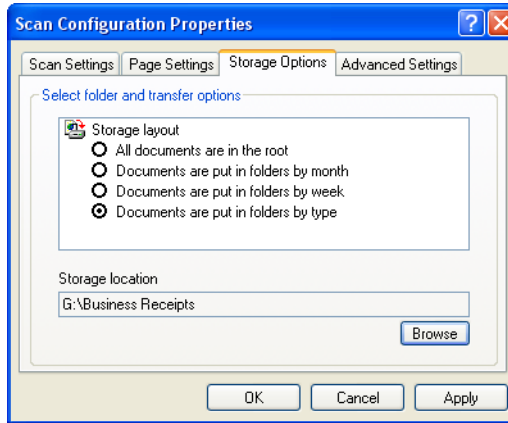 Scan Configuration Properties
Scan Settings Page Settings Storage Options Advanced Settings
Select folder and transfer options
Storage layout
All documents are in the root
Documents are put in folders by month
Documents are put in folders by week
Documents are put in folders by type
Storage location
G:\Business Receipts
Browse
OK Cancel Apply